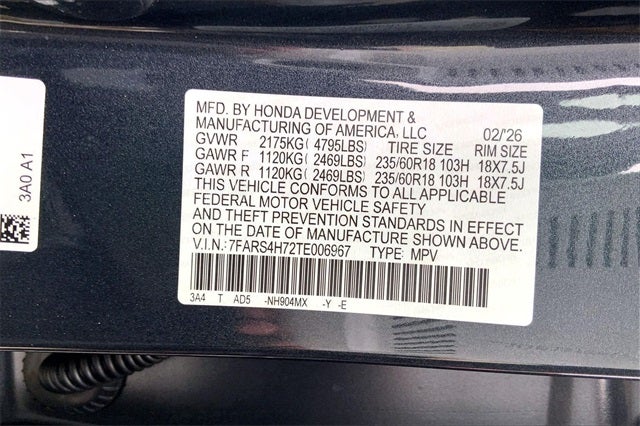 3A0 A1
MFD. BY HONDA DEVELOPMENT &
MANUFACTURING OF AMERICA, LLC 02/26
GVWR 2175KG( 4795LBS) TIRE SIZE RIM SIZE
GAWR F 1120KG( 2469LBS) 235/60R18 103H 18X7.5J
GAWR R 1120KG( 2469LBS) 235/60R18 103H 18X7.5J
THIS VEHICLE CONFORMS TO ALL APPLICABLE
FEDERAL MOTOR VEHICLE SAFETY
AND THEFT PREVENTION STANDARDS IN EFFECT
ON THE DATE OF MANUFACTURE SHOWN ABOVE.
V.I.N.:7FARS4H72TE006967 TYPE: MPV
3A4 T AD5 -NH904MX -Y -E